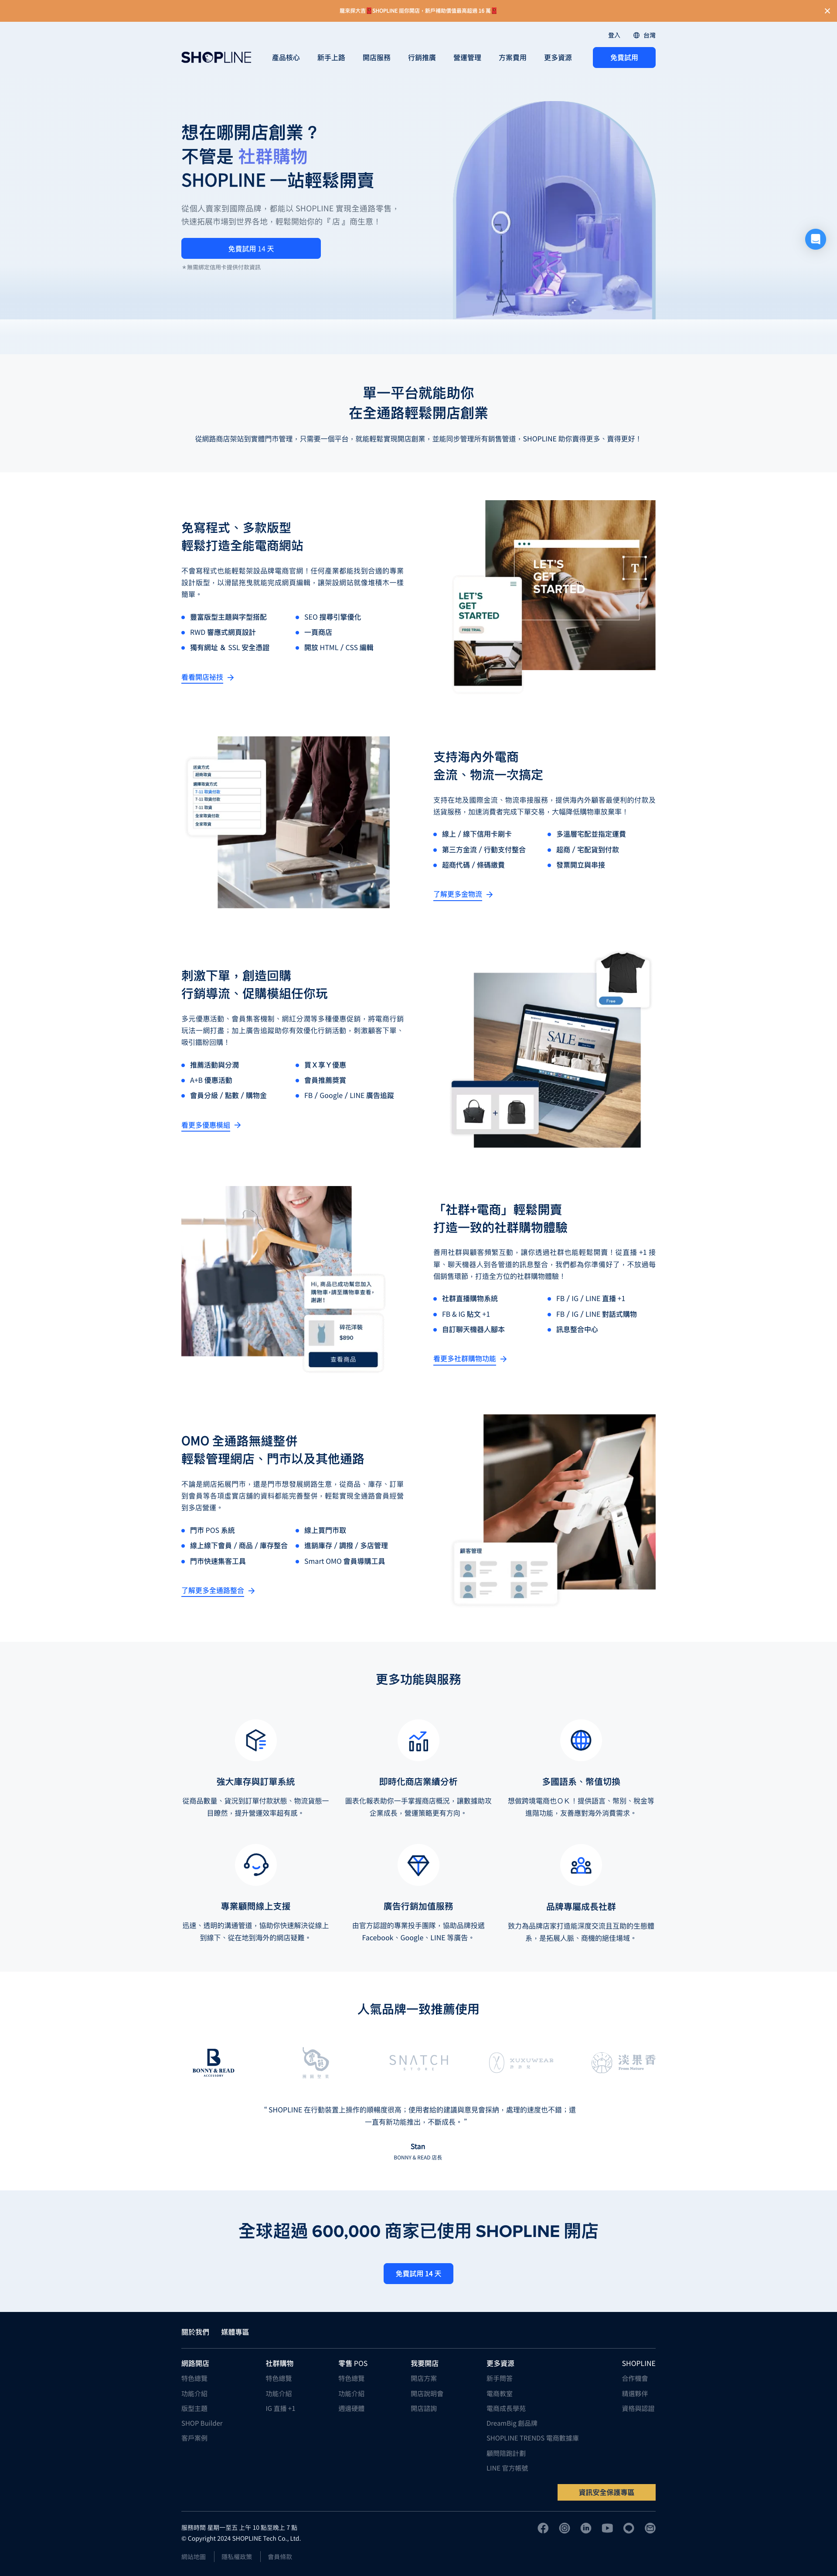 龍來頭大吉🧧SHOPLINE 挺你開店，新戶補助價值最高超過 16 萬🧧
登入
台灣
SHOPLINE
產品核心
新手上路
開店服務
行銷推廣
營運管理
方案費用
更多資源
免費試用
想在哪開店創業？
不管是 社群購物
SHOPLINE 一站輕鬆開賣
從個人賣家到國際品牌，都能以 SHOPLINE 實現全通路零售，
快速拓展市場到世界各地，輕鬆開始你的『 店 』商生意！
免費試用 14 天
＊無需綁定信用卡提供付款資訊
單一平台就能助你
在全通路輕鬆開店創業
從網路商店架站到實體門市管理，只需要一個平台，就能輕鬆實現開店創業，並能同步管理所有銷售管道，SHOPLINE 助你賣得更多、賣得更好！
免寫程式、多款版型
輕鬆打造全能電商網站
不會寫程式也能輕鬆架設品牌電商官網！任何產業都能找到合適的專業
設計版型，以滑鼠拖曳就能完成網頁編輯，讓架設網站就像堆積木一樣
簡單。
豐富版型主題與字型搭配
SEO 搜尋引擎優化
RWD 響應式網頁設計
一頁商店
獨有網址 & SSL 安全憑證
開放 HTML / CSS 編輯
看看開店祕技
LET'S
GET
STARTED
T
LET'S
GET
STARTED
FREE TRIAL
送貨方式
超商取貨
選擇取貨方式
7-11 取貨付款
7-11 取貨付款
7-11 取貨
全家取貨付款
全家取貨
支持海內外電商
金流、物流一次搞定
支持在地及國際金流、物流串接服務，提供海內外顧客最便利的付款及
送貨服務，加速消費者完成下單交易，大幅降低購物車放棄率！
線上 / 線下信用卡刷卡
多溫層宅配並指定運費
第三方金流 / 行動支付整合
超商 / 宅配貨到付款
超商代碼 / 條碼繳費
發票開立與串接
了解更多金物流
刺激下單，創造回購
行銷導流、促購模組任你玩
多元優惠活動、會員集客機制、網紅分潤等多種優惠促銷，將電商行銷
玩法一網打盡；加上廣告追蹤助你有效優化行銷活動，刺激顧客下單、
吸引鐵粉回購！
推薦活動與分潤
買 X 享 Y 優惠
A+B 優惠活動
會員推薦獎賞
會員分級 / 點數 / 購物金
FB / Google / LINE 廣告追蹤
看更多優惠模組
Free
SALE
+
Hi, 商品已成功幫您加入
購物車，請至購物車查看，
謝謝！
碎花洋裝
$890
查看商品
「社群+電商」輕鬆開賣
打造一致的社群購物體驗
善用社群與顧客頻繁互動，讓你透過社群也能輕鬆開賣！從直播 +1 接
單、聊天機器人到各管道的訊息整合，我們都為你準備好了，不放過每
個銷售環節，打造全方位的社群購物體驗！
社群直播購物系統
FB / IG / LINE 直播 +1
FB & IG 貼文 +1
FB / IG / LINE 對話式購物
自訂聊天機器人腳本
訊息整合中心
看更多社群購物功能
OMO 全通路無縫整併
輕鬆管理網店、門市以及其他通路
不論是網店拓展門市，還是門市想發展網路生意，從商品、庫存、訂單
到會員等各項虛實店舖的資料都能完善整併，輕鬆實現全通路會員經營
到多店營運。
門市 POS 系統
線上買門市取
線上線下會員 / 商品 / 庫存整合
進銷庫存 / 調撥 / 多店管理
門市快速集客工具
Smart OMO 會員導購工具
了解更多全通路整合
顧客管理
更多功能與服務
強大庫存與訂單系統
從商品數量、貨況到訂單付款狀態、物流貨態一
目瞭然，提升營運效率超有感。
即時化商店業績分析
圖表化報表助你一手掌握商店概況，讓數據助攻
企業成長，營運策略更有方向。
多國語系、幣值切換
想做跨境電商也ＯＫ！提供語言、幣別、稅金等
進階功能，友善應對海外消費需求。
專業顧問線上支援
迅速、透明的溝通管道，協助你快速解決從線上
到線下、從在地到海外的網店疑難。
廣告行銷加值服務
由官方認證的專業投手團隊，協助品牌投遞
Facebook、Google、LINE 等廣告。
品牌專屬成長社群
致力為品牌店家打造能深度交流且互助的生態體
系，是拓展人脈、商機的絕佳場域。
人氣品牌一致推薦使用
BONNY & READ
ACCESSORY
SNATCH
STORE
XUXUWEAR
淡果香
From Nature
“ SHOPLINE 在行動裝置上操作的順暢度很高；使用者給的建議與意見會採納，處理的速度也不錯；還
一直有新功能推出，不斷成長。 ”
Stan
BONNY & READ 店長
全球超過 600,000 商家已使用 SHOPLINE 開店
免費試用 14 天
關於我們
媒體專區
網路開店
特色總覽
功能介紹
版型主題
SHOP Builder
客戶案例
社群購物
特色總覽
功能介紹
IG 直播 +1
零售 POS
特色總覽
功能介紹
週邊硬體
我要開店
開店方案
開店說明會
開店諮詢
更多資源
新手問答
電商教室
電商成長學苑
DreamBig 創品牌
SHOPLINE TRENDS 電商數據庫
顧問陪跑計劃
LINE 官方帳號
SHOPLINE
合作機會
精選夥伴
資格與認證
資訊安全保護專區
服務時間 星期一至五 上午 10 點至晚上 7 點
© Copyright 2024 SHOPLINE Tech Co., Ltd.
網站地圖
隱私權政策
會員條款